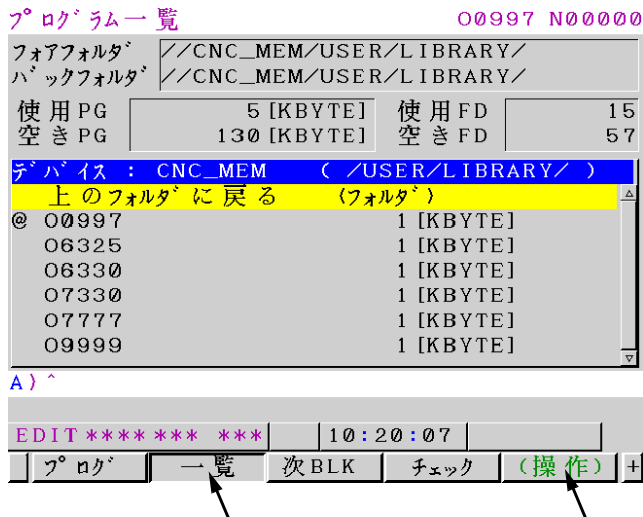 プログラム一覧 O0997 N00000
フォアフォルダ //CNC_MEM/USER/LIBRARY/
バックフォルダ //CNC_MEM/USER/LIBRARY/
使用PG 5 [KBYTE] 使用FD 15
空きPG 130 [KBYTE] 空きFD 57
デバイス : CNC_MEM ( /USER/LIBRARY/ )
上のフォルダに戻る (フォルダ)
@ O0997 1 [KBYTE]
O6325 1 [KBYTE]
O6330 1 [KBYTE]
O7330 1 [KBYTE]
O7777 1 [KBYTE]
O9999 1 [KBYTE]
A) ^
EDIT **** *** *** 10:20:07
プログ 一覧 次BLK チェック (操作) +